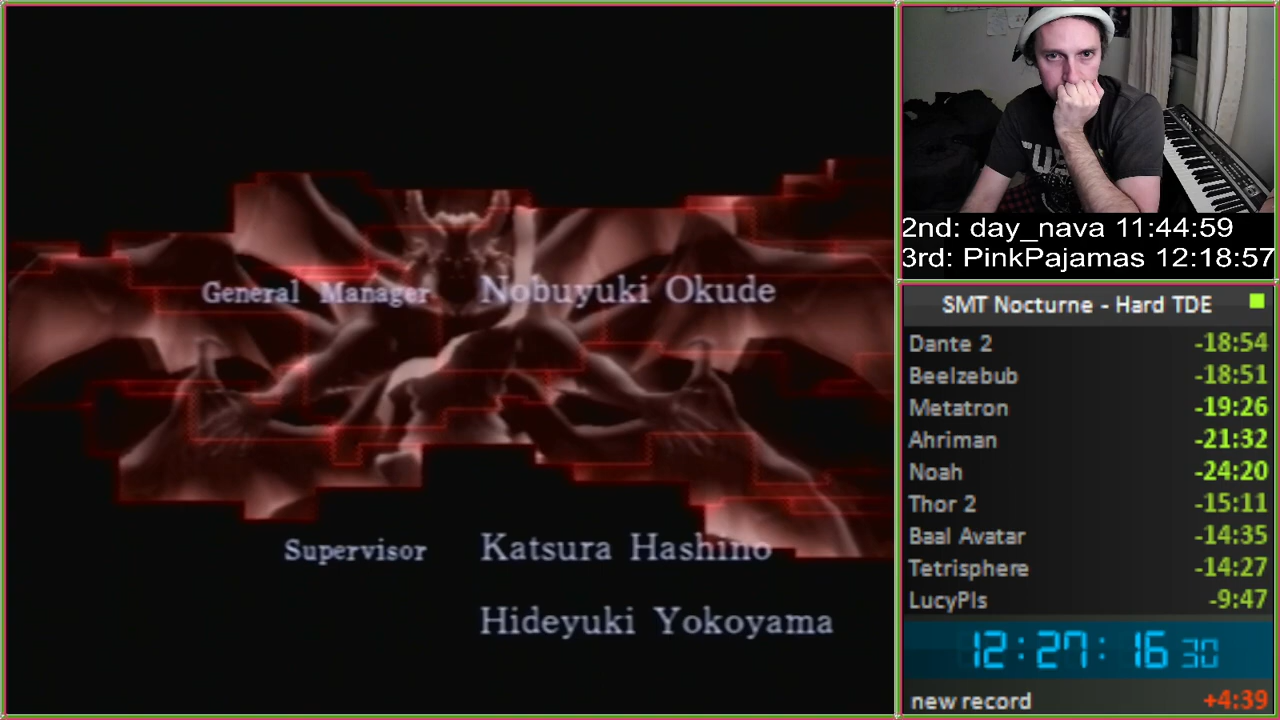 General Manager Nobuyuki Okude
Supervisor Katsura Hashino
Hideyuki Yokoyama
2nd: day_nava 11:44:59
3rd: PinkPajamas 12:18:57
SMT Nocturne - Hard TDE
Dante 2 -18:54
Beelzebub -18:51
Metatron -19:26
Ahriman -21:32
Noah -24:20
Thor 2 -15:11
Baal Avatar -14:35
Tetrisphere -14:27
LucyPls -9:47
12:27:16 30
new record +4:39